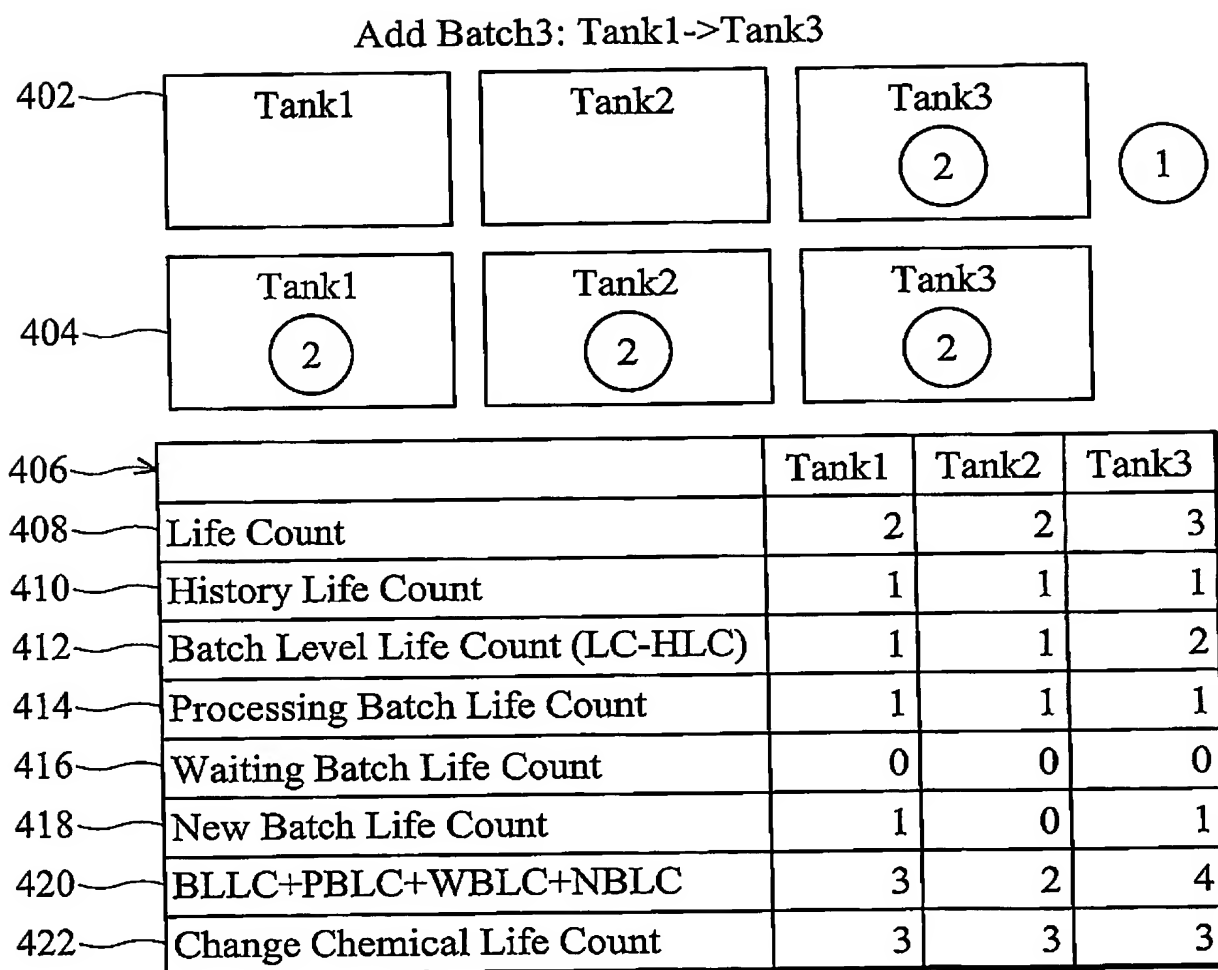 Add Batch3: Tank1->Tank3
402 Tank1 Tank2 Tank3
2 1
404 Tank1 Tank2 Tank3
2 2 2
406 Tank1 Tank2 Tank3
408 Life Count 2 2 3
410 History Life Count 1 1 1
412 Batch Level Life Count (LC-HLC) 1 1 2
414 Processing Batch Life Count 1 1 1
416 Waiting Batch Life Count 0 0 0
418 New Batch Life Count 1 0 1
420 BLLC+PBLC+WBLC+NBLC 3 2 4
422 Change Chemical Life Count 3 3 3